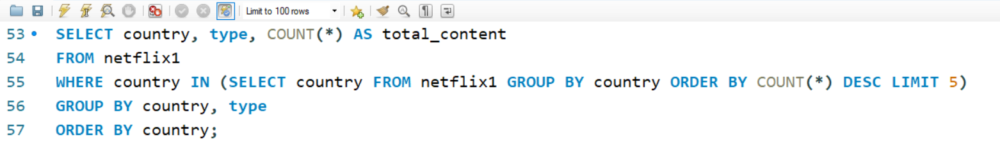 Limit to 100 rows
53 SELECT country, type, COUNT(*) AS total_content
54 FROM netflix1
55 WHERE country IN (SELECT country FROM netflix1 GROUP BY country ORDER BY COUNT(*) DESC LIMIT 5)
56 GROUP BY country, type
57 ORDER BY country;